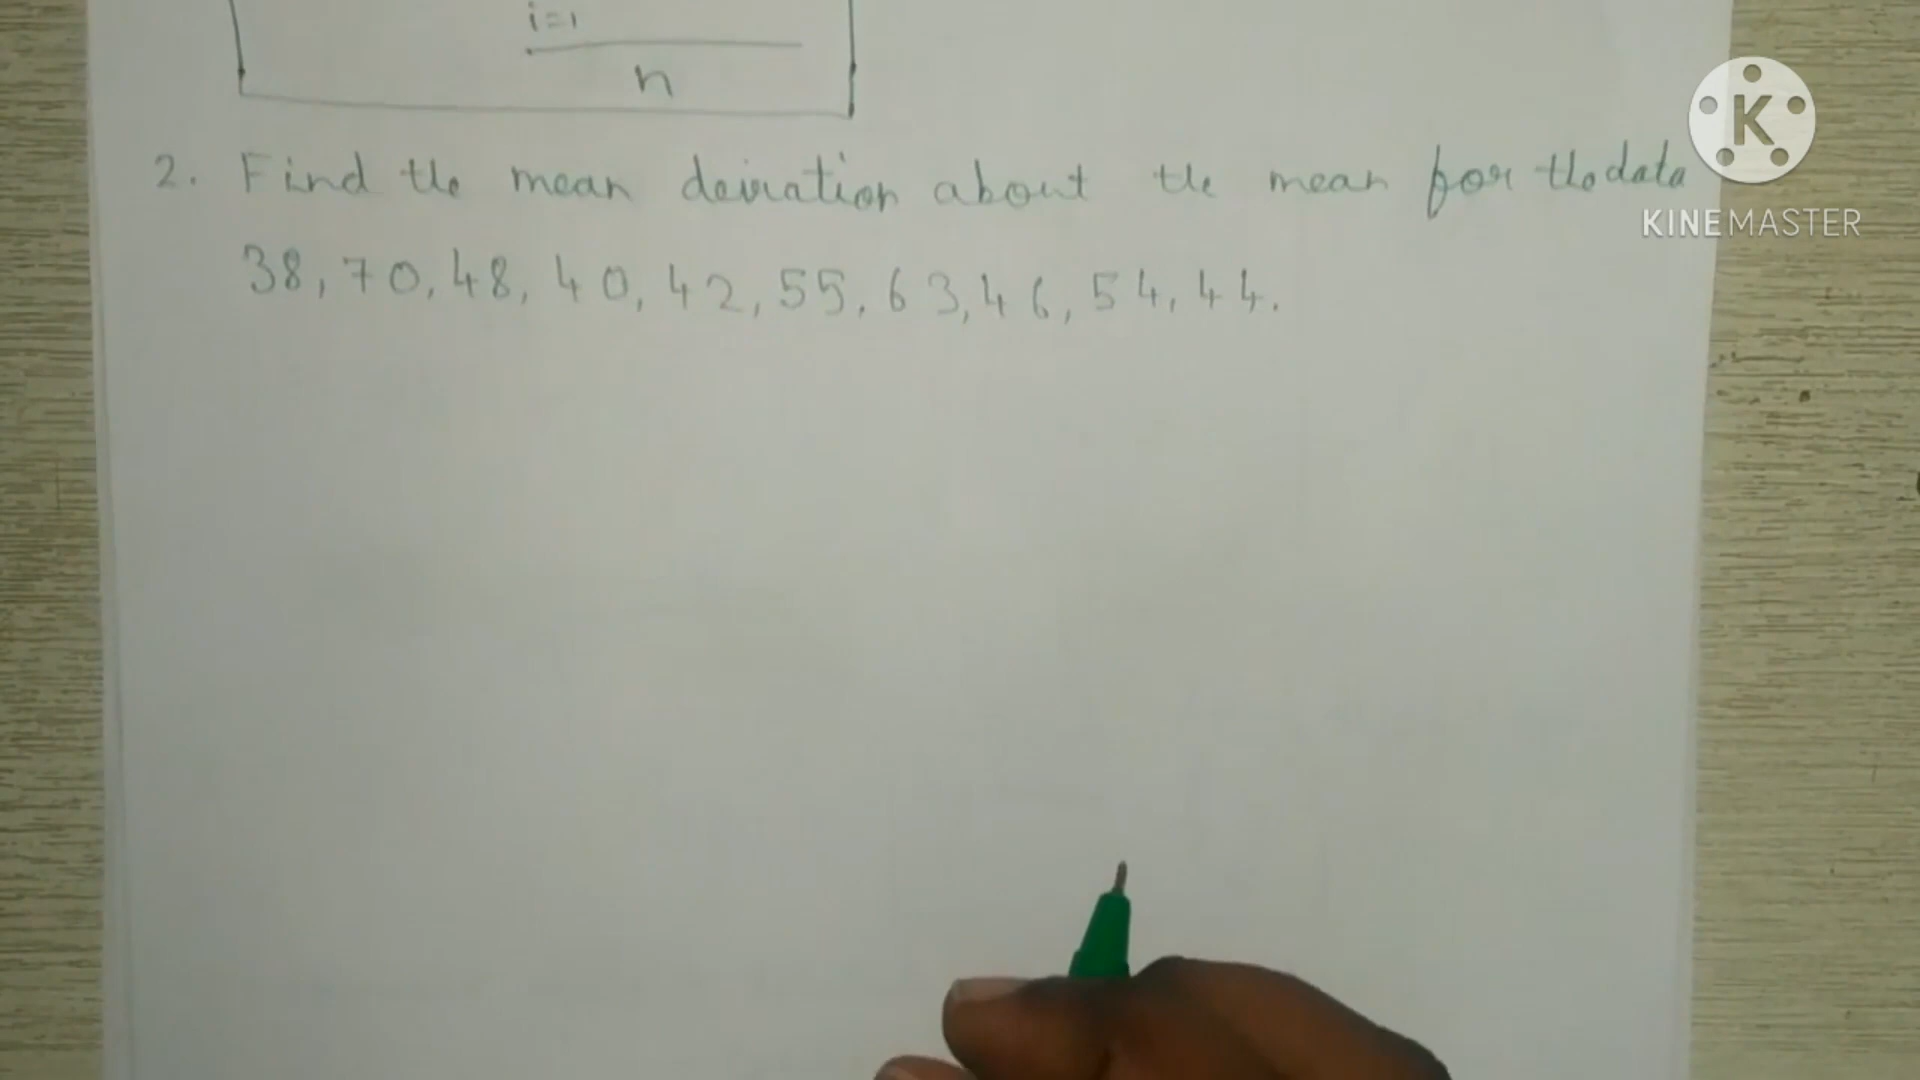 i=1
n
K
KINEMASTER
2. Find the mean deviation about the mean for the data
38, 70, 48, 40, 42, 55, 63, 46, 54, 44.